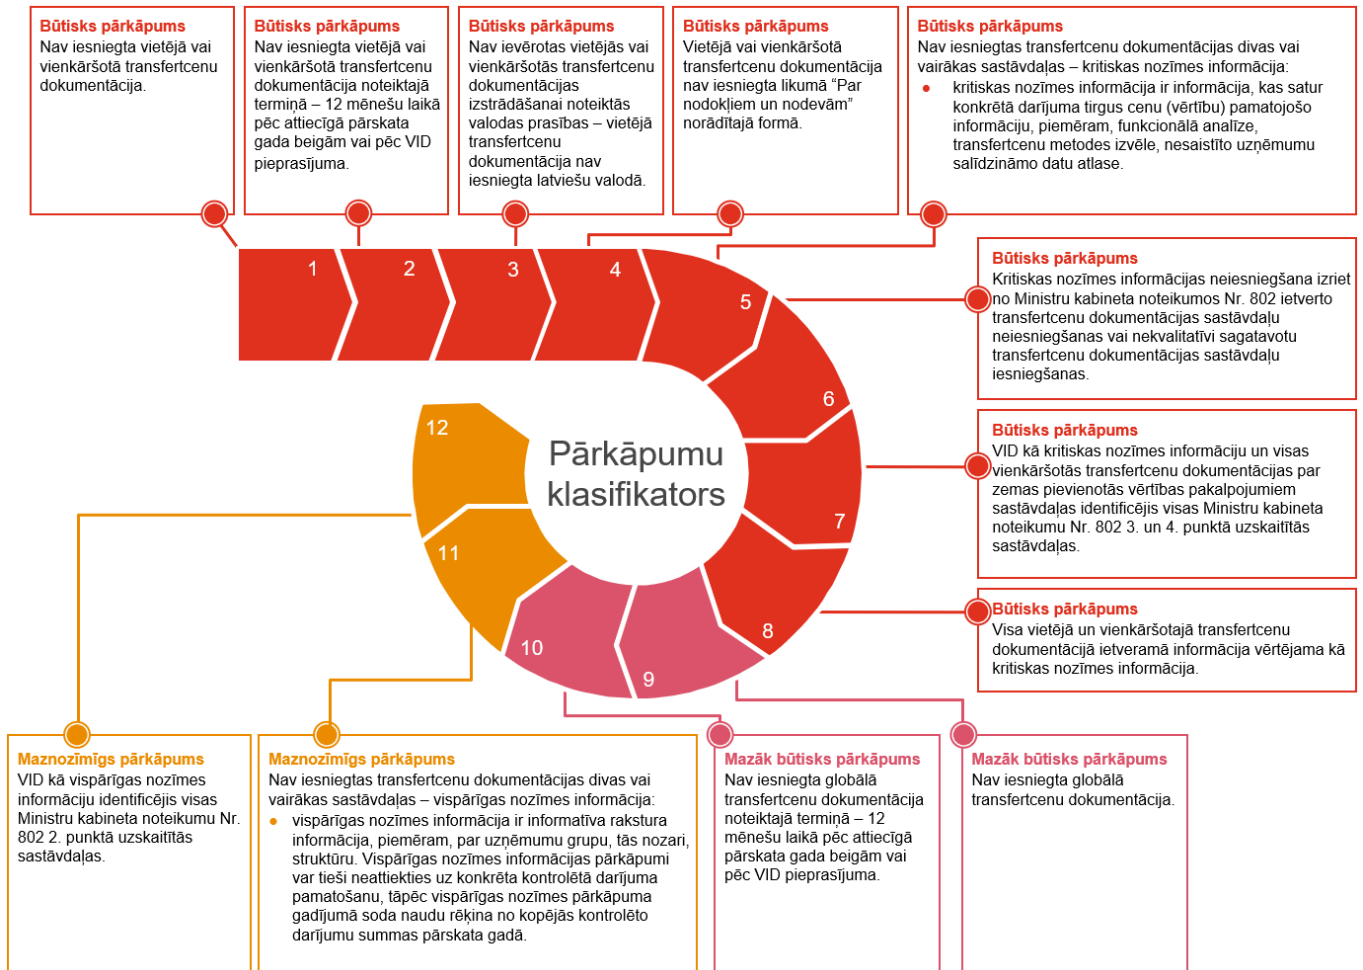 Būtisks pārkāpums
Nav iesniegta vietējā vai
vienkāršotā transfertcenu
dokumentācija.
Būtisks pārkāpums
Nav iesniegta vietējā vai
vienkāršotā transfertcenu
dokumentācija noteiktajā
termiņā – 12 mēnešu laikā
pēc attiecīgā pārskata
gada beigām vai pēc VID
pieprasījuma.
Būtisks pārkāpums
Nav ievērotas vietējās vai
vienkāršotās transfertcenu
dokumentācijas
izstrādāšanai noteiktās
valodas prasības – vietējā
transfertcenu
dokumentācija nav
iesniegta latviešu valodā.
Būtisks pārkāpums
Vietējā vai vienkāršotā
transfertcenu dokumentācija
nav iesniegta likumā “Par
nodokļiem un nodevām”
norādītajā formā.
Būtisks pārkāpums
Nav iesniegtas transfertcenu dokumentācijas divas vai
vairākas sastāvdaļas – kritiskas nozīmes informācija:
• kritiskas nozīmes informācija ir informācija, kas satur
konkrētā darījuma tirgus cenu (vērtību) pamatojošo
informāciju, piemēram, funkcionālā analīze,
transfertcenu metodes izvēle, nesaistīto uzņēmumu
salīdzināmo datu atlase.
1
2
3
4
5
6
7
8
9
10
11
12
Pārkāpumu
klasifikators
Būtisks pārkāpums
Kritiskas nozīmes informācijas neiesniegšana izriet
no Ministru kabineta noteikumos Nr. 802 ietverto
transfertcenu dokumentācijas sastāvdaļu
neiesniegšanas vai nekvalitatīvi sagatavotu
transfertcenu dokumentācijas sastāvdaļu
iesniegšanas.
Būtisks pārkāpums
VID kā kritiskas nozīmes informāciju un visas
vienkāršotās transfertcenu dokumentācijas par
zemas pievienotās vērtības pakalpojumiem
sastāvdaļas identificējis visas Ministru kabineta
noteikumu Nr. 802 3. un 4. punktā uzskaitītās
sastāvdaļas.
Būtisks pārkāpums
Visa vietējā un vienkāršotajā transfertcenu
dokumentācijā ietveramā informācija vērtējama kā
kritiskas nozīmes informācija.
Maznozīmīgs pārkāpums
VID kā vispārīgas nozīmes
informāciju identificējis visas
Ministru kabineta noteikumu Nr.
802 2. punktā uzskaitītās
sastāvdaļas.
Maznozīmīgs pārkāpums
Nav iesniegtas transfertcenu dokumentācijas divas vai
vairākas sastāvdaļas – vispārīgas nozīmes informācija:
• vispārīgas nozīmes informācija ir informatīva rakstura
informācija, piemēram, par uzņēmumu grupu, tās nozari,
struktūru. Vispārīgas nozīmes informācijas pārkāpumi
var tieši neattiekties uz konkrēta kontrolētā darījuma
pamatošanu, tāpēc vispārīgas nozīmes pārkāpuma
gadījumā soda naudu rēķina no kopējās kontrolēto
darījumu summas pārskata gadā.
Mazāk būtisks pārkāpums
Nav iesniegta globālā
transfertcenu dokumentācija
noteiktajā termiņā – 12
mēnešu laikā pēc attiecīgā
pārskata gada beigām vai
pēc VID pieprasījuma.
Mazāk būtisks pārkāpums
Nav iesniegta globālā
transfertcenu dokumentācija.